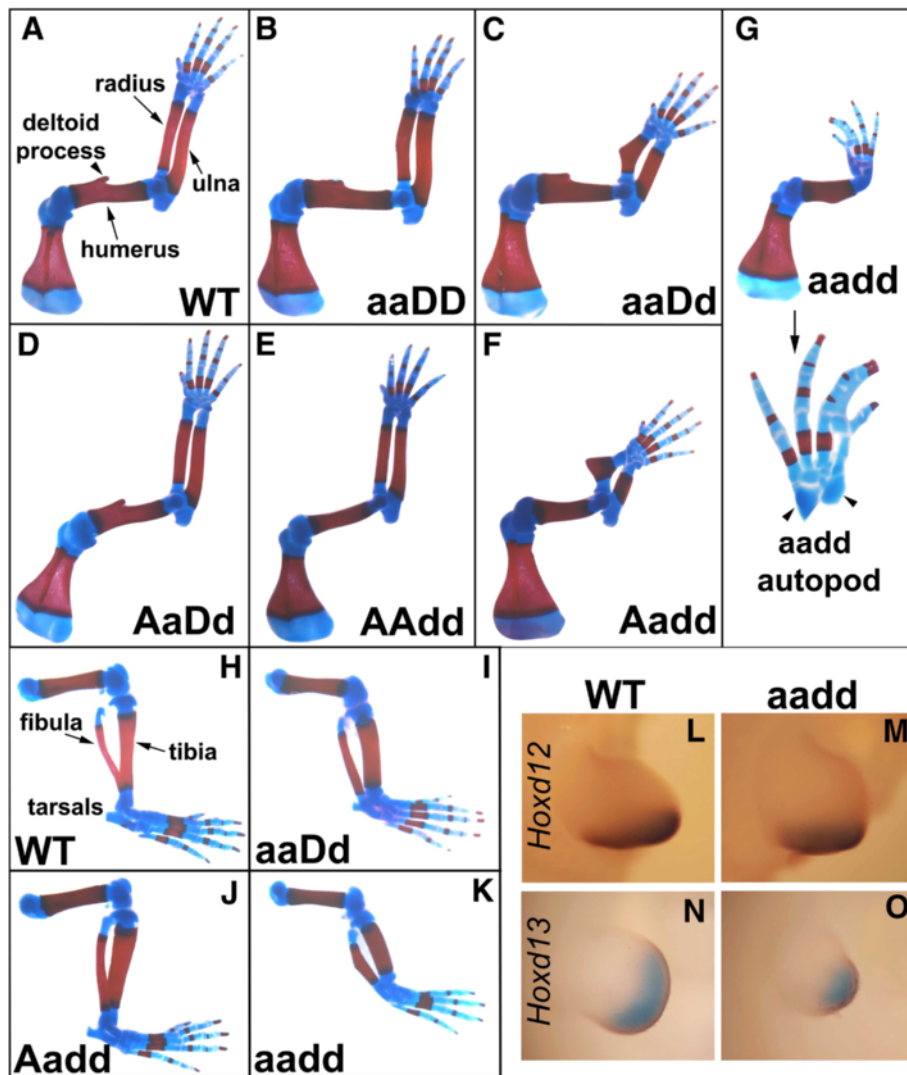 A
radius
deltoid
process
ulna
humerus
WT
B
aaDD
C
aaDd
G
aadd
aadd
autopod
D
AaDd
E
AAdd
F
Aadd
H
fibula
tibia
tarsals
WT
I
aaDd
J
Aadd
K
aadd
WT
aadd
Hoxd12
L
M
Hoxd13
N
O